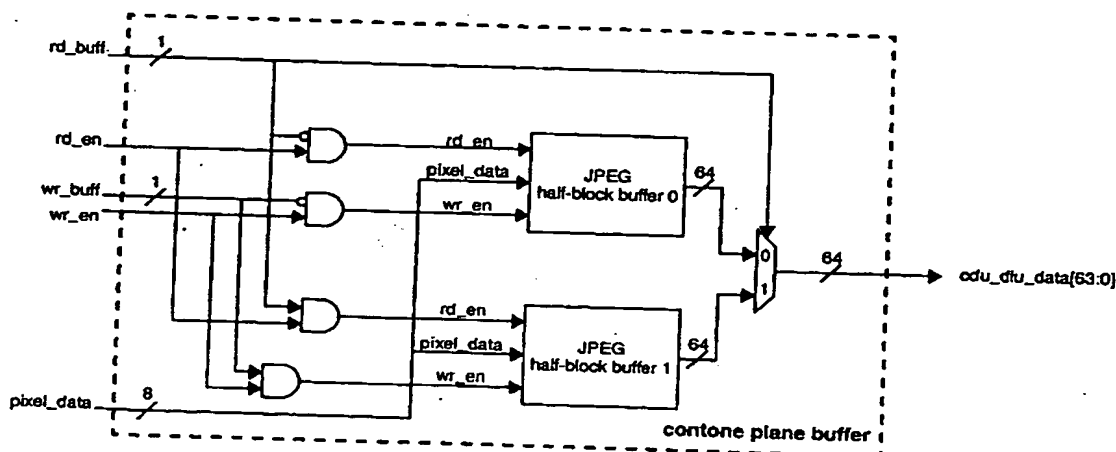 rd_buff
1
rd_en
rd_en
JPEG
half-block buffer 0
64
pixel_data
wr_buff
1
wr_en
wr_en
0
64
cdu_diu_data[63:0]
1
rd_en
JPEG
half-block buffer 1
64
pixel_data
wr_en
pixel_data
8
contone plane buffer